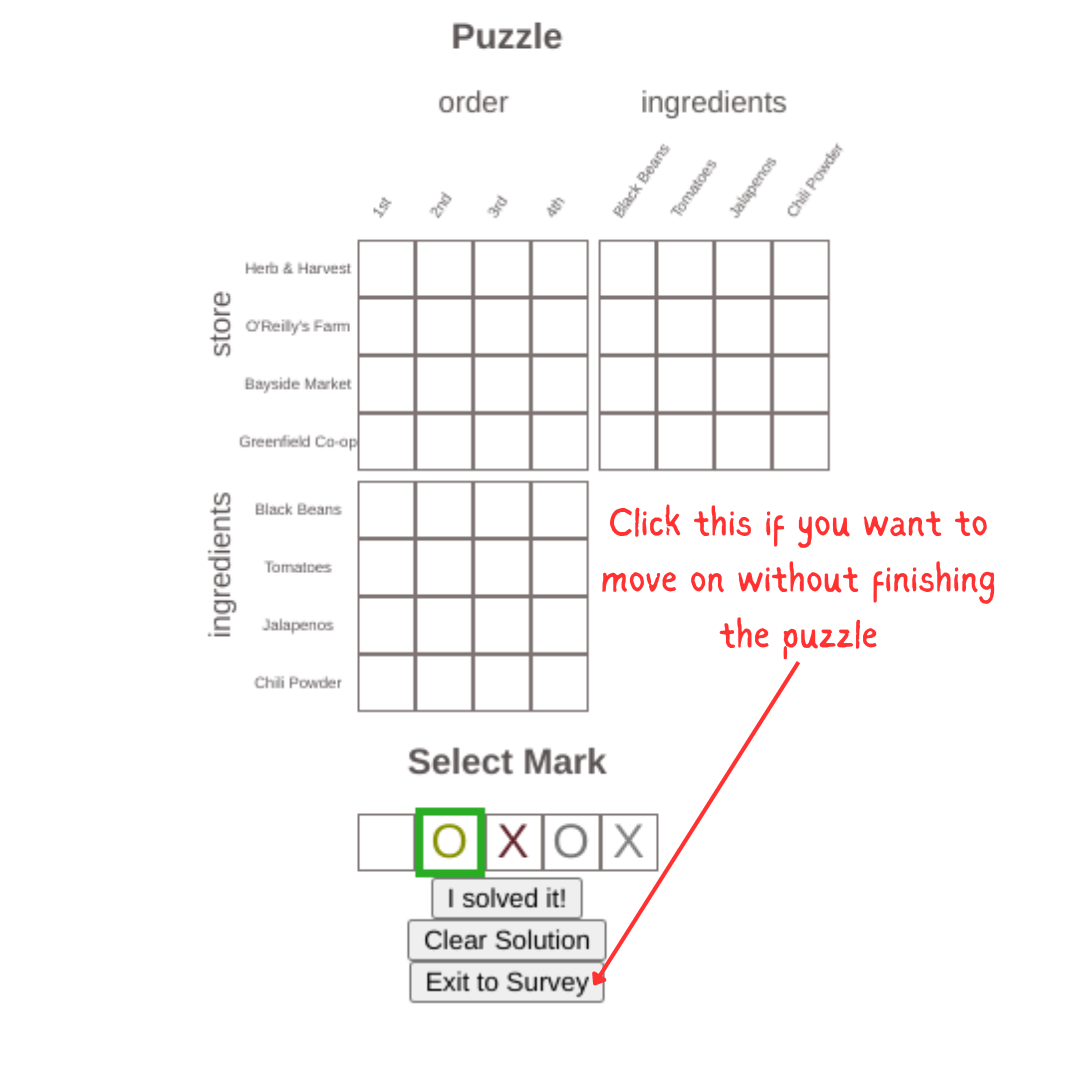 Puzzle
order ingredients
1st 2nd 3rd 4th Black Beans Tomatoes Jalapenos Chili Powder
store
Herb & Harvest
O'Reilly's Farm
Bayside Market
Greenfield Co-op
ingredients
Black Beans
Tomatoes
Jalapenos
Chili Powder
Click this if you want to
move on without finishing
the puzzle
Select Mark
O X O X
I solved it!
Clear Solution
Exit to Survey